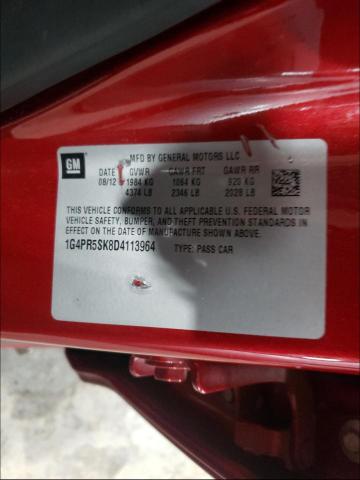 GM
MFD BY GENERAL MOTORS LLC
DATE GVWR GAWR FRT GAWR RR
08/12 1984 KG 1064 KG 920 KG
4374 LB 2346 LB 2028 LB
THIS VEHICLE CONFORMS TO ALL APPLICABLE U.S. FEDERAL MOTOR
VEHICLE SAFETY, BUMPER, AND THEFT PREVENTION STANDARDS IN
EFFECT ON THE DATE OF MANUFACTURE SHOWN ABOVE.
1G4PR5SK8D4113964 TYPE: PASS CAR